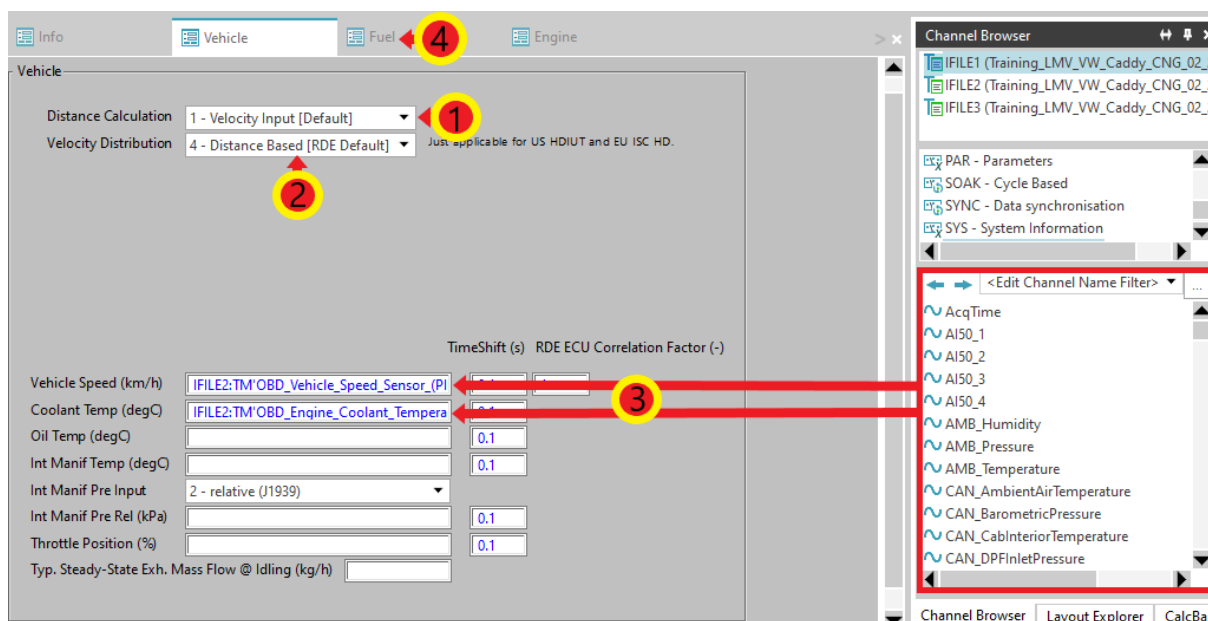 Info
Vehicle
Fuel
4
Engine
Vehicle
Distance Calculation 1 - Velocity Input [Default]
1
Velocity Distribution 4 - Distance Based [RDE Default] Just applicable for US HDIUT and EU ISC HD.
2
TimeShift (s) RDE ECU Correlation Factor (-)
Vehicle Speed (km/h) IFILE2:TM'OBD_Vehicle_Speed_Sensor_(PI
Coolant Temp (degC) IFILE2:TM'OBD_Engine_Coolant_Tempera
3
Oil Temp (degC) 0.1
Int Manif Temp (degC) 0.1
Int Manif Pre Input 2 - relative (J1939)
Int Manif Pre Rel (kPa) 0.1
Throttle Position (%) 0.1
Typ. Steady-State Exh. Mass Flow @ Idling (kg/h)
Channel Browser
IFILE1 (Training_LMV_VW_Caddy_CNG_02_
IFILE2 (Training_LMV_VW_Caddy_CNG_02_
IFILE3 (Training_LMV_VW_Caddy_CNG_02_
PAR - Parameters
SOAK - Cycle Based
SYNC - Data synchronisation
SYS - System Information
<Edit Channel Name Filter> ...
AcqTime
AI50_1
AI50_2
AI50_3
AI50_4
AMB_Humidity
AMB_Pressure
AMB_Temperature
CAN_AmbientAirTemperature
CAN_BarometricPressure
CAN_CabInteriorTemperature
CAN_DPFInletPressure
Channel Browser Layout Explorer CalcBa